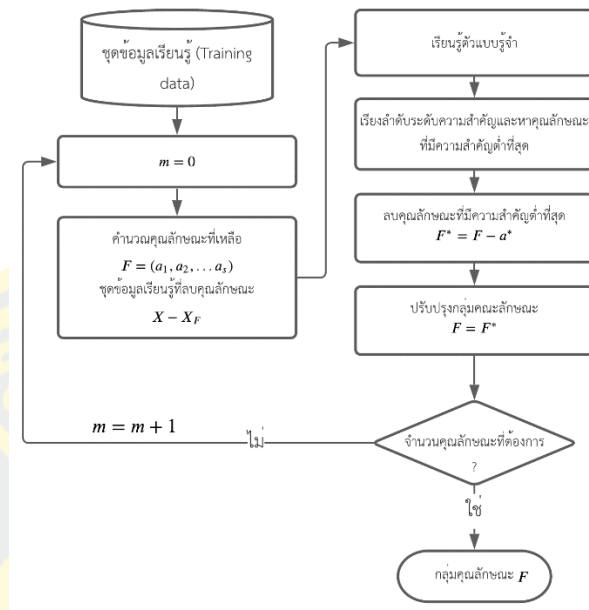 ชุดข้อมูลเรียนรู้ (Training
data)
m = 0
คำนวณคุณลักษณะที่เหลือ
F = (a₁, a₂, . . . aₛ)
ชุดข้อมูลเรียนรู้ที่ลบคุณลักษณะ
X − X_F
เรียนรู้ตัวแบบรู้จำ
เรียงลำดับระดับความสำคัญและหาคุณลักษณะ
ที่มีความสำคัญต่ำที่สุด
ลบคุณลักษณะที่มีความสำคัญต่ำที่สุด
F* = F − a*
ปรับปรุงกลุ่มคณะลักษณะ
F = F*
จำนวนคุณลักษณะที่ต้องการ
?
m = m + 1
ไม่
ใช่
กลุ่มคุณลักษณะ F